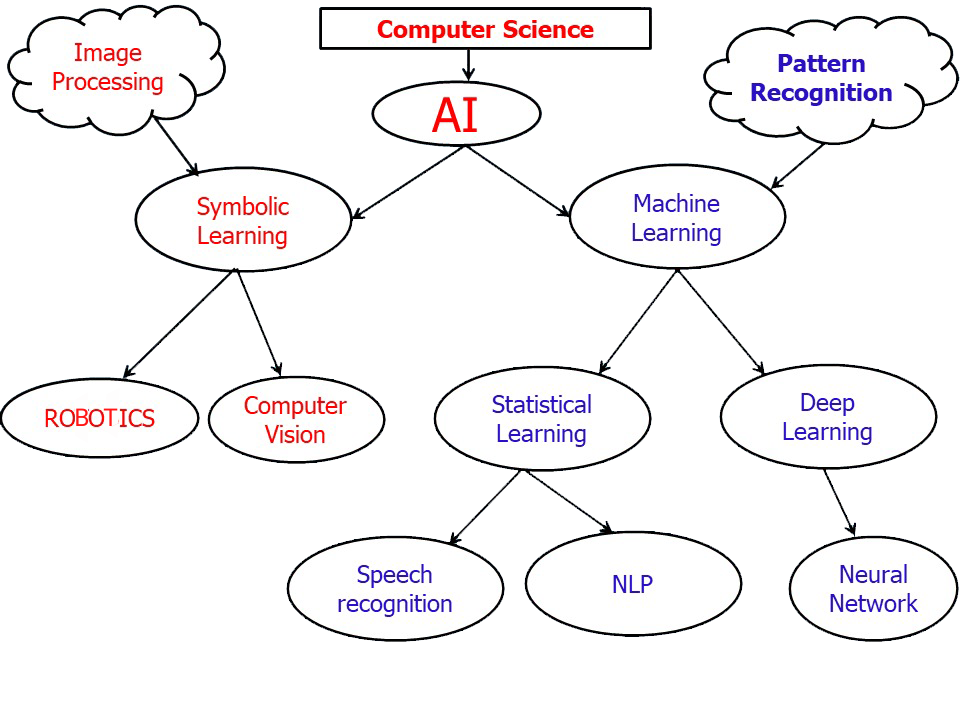 Computer Science
Image
Processing
AI
Pattern
Recognition
Symbolic
Learning
Machine
Learning
ROBOTICS
Computer
Vision
Statistical
Learning
Deep
Learning
Speech
recognition
NLP
Neural
Network